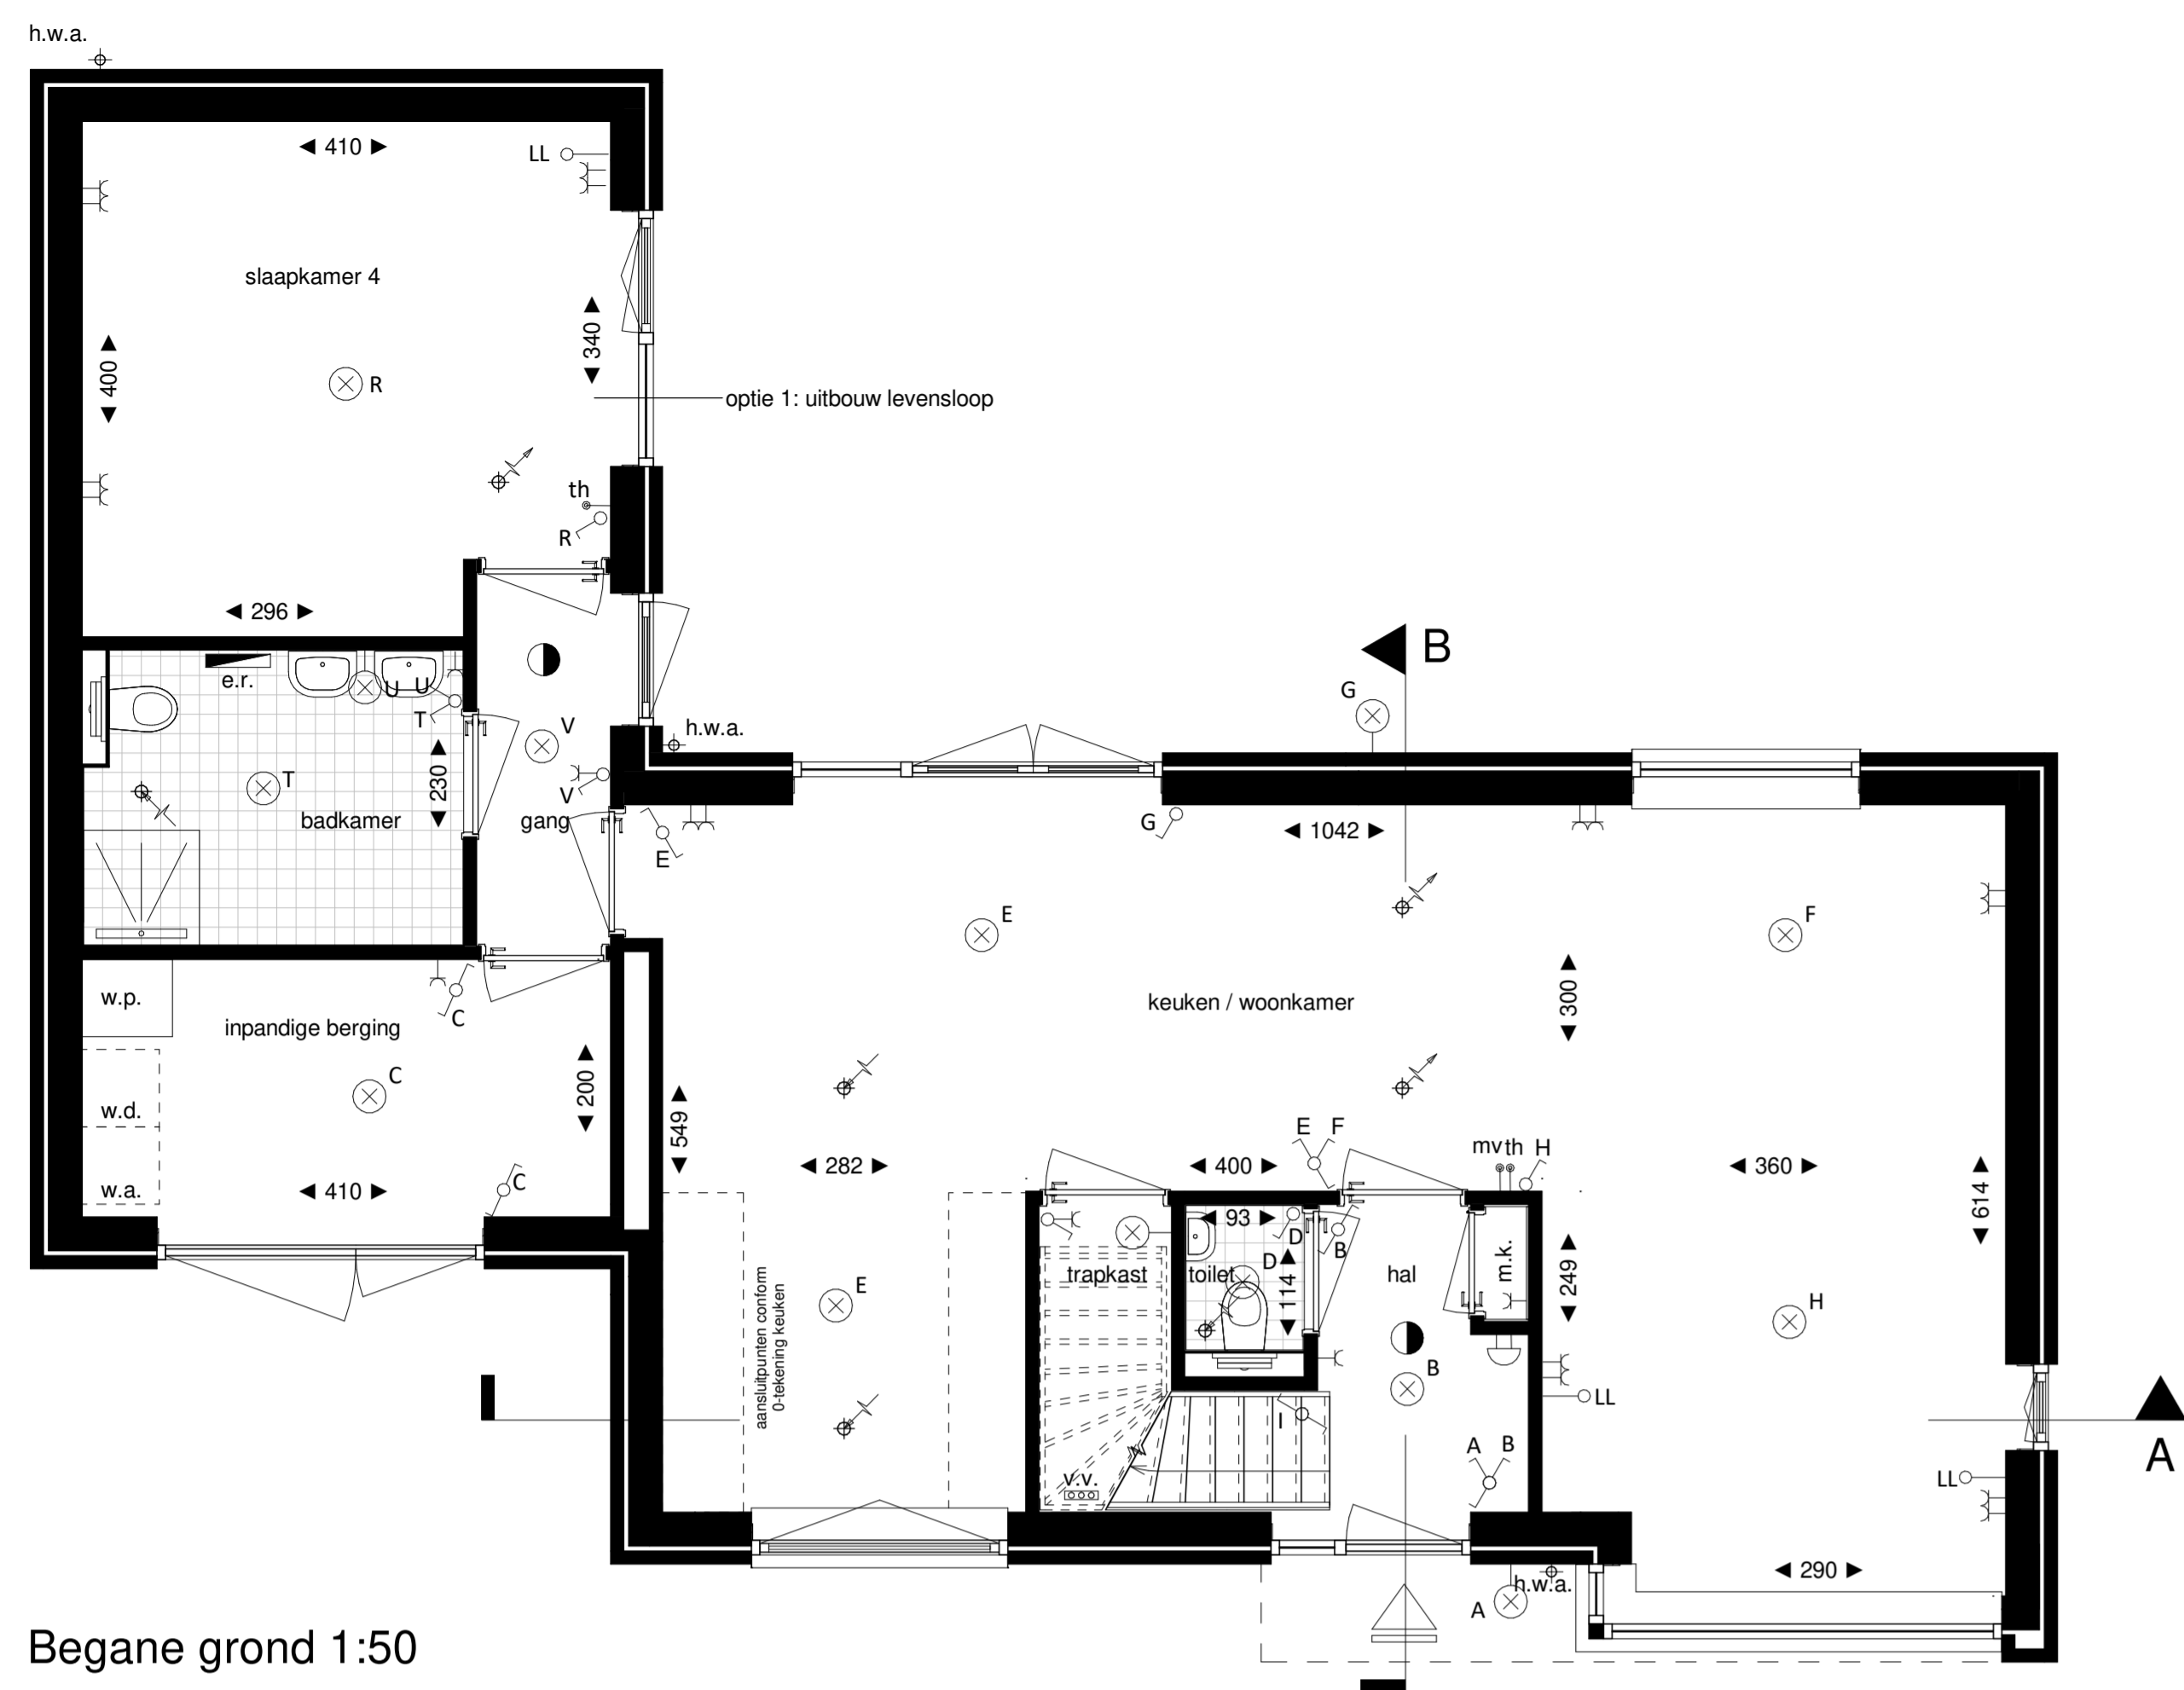 h.w.a.
◄ 410 ►
LL
slaapkamer 4
◄ 340 ►
◄ 400 ►
R
optie 1: uitbouw levensloop
th
R
◄ 296 ►
B
e.r.
U
U
T
G
V
h.w.a.
◄ 230 ►
T
V
badkamer
gang
G
◄ 1042 ►
E
E
F
w.p.
C
inpandige berging
keuken / woonkamer
◄ 300 ►
C
◄ 200 ►
w.d.
◄ 549 ►
E F
mv th H
◄ 282 ►
◄ 400 ►
◄ 360 ►
w.a.
◄ 410 ►
C
◄ 614 ►
◄ 93 ►
D
B
D
trapkast
toilet
◄ 114 ►
hal
m.k.
◄ 249 ►
E
H
aansluitpunten conform
0-tekening keuken
B
LL
I
A B
A
v.v.
LL
◄ 290 ►
h.w.a.
A
Begane grond 1:50